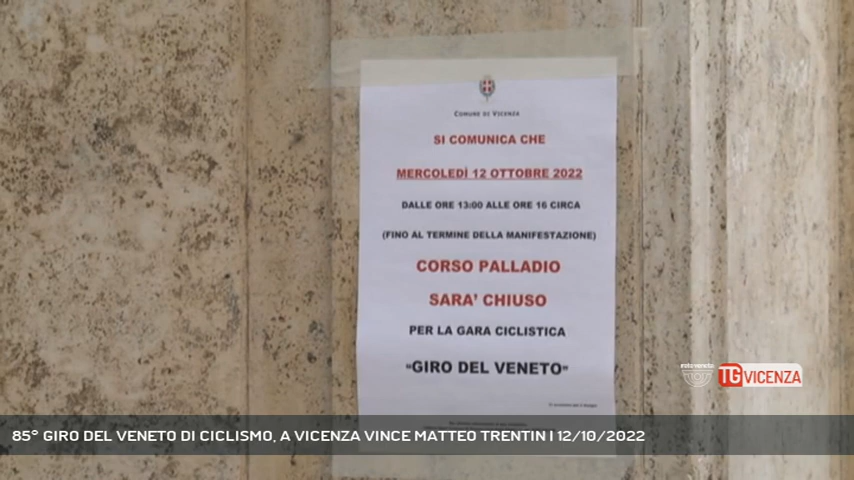 COMUNE DI VICENZA
SI COMUNICA CHE
MERCOLEDÌ 12 OTTOBRE 2022
DALLE ORE 13:00 ALLE ORE 16 CIRCA
(FINO AL TERMINE DELLA MANIFESTAZIONE)
CORSO PALLADIO
SARA' CHIUSO
PER LA GARA CICLISTICA
"GIRO DEL VENETO"
reteveneta
TG VICENZA
85° GIRO DEL VENETO DI CICLISMO, A VICENZA VINCE MATTEO TRENTIN | 12/10/2022